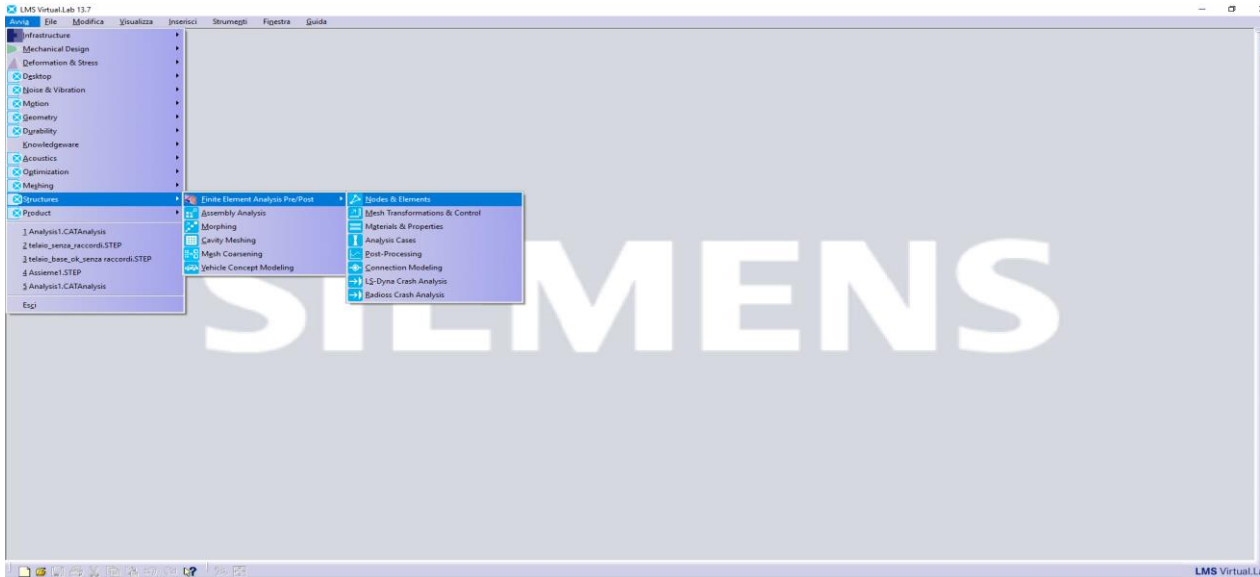 LMS Virtual.Lab 13.7
Avvia File Modifica Visualizza Inserisci Strumenti Finestra Guida
Infrastructure
Mechanical Design
Deformation & Stress
Desktop
Noise & Vibration
Motion
Geometry
Durability
Knowledgeware
Acoustics
Optimization
Meshing
Structures
Product
1 Analysis1.CATAnalysis
2 telaio_senza_raccordi.STEP
3 telaio_base_ok_senza raccordi.STEP
4 Assieme1.STEP
5 Analysis1.CATAnalysis
Esci
Finite Element Analysis Pre/Post
Assembly Analysis
Morphing
Cavity Meshing
Mesh Coarsening
Vehicle Concept Modeling
Nodes & Elements
Mesh Transformations & Control
Materials & Properties
Analysis Cases
Post-Processing
Connection Modeling
LS-Dyna Crash Analysis
Radioss Crash Analysis
SIEMENS
LMS Virtual.L